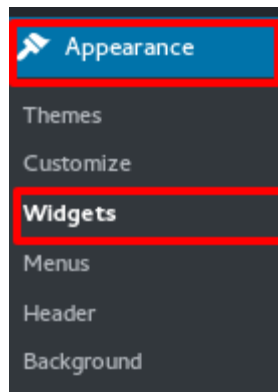 Appearance
Themes
Customize
Widgets
Menus
Header
Background